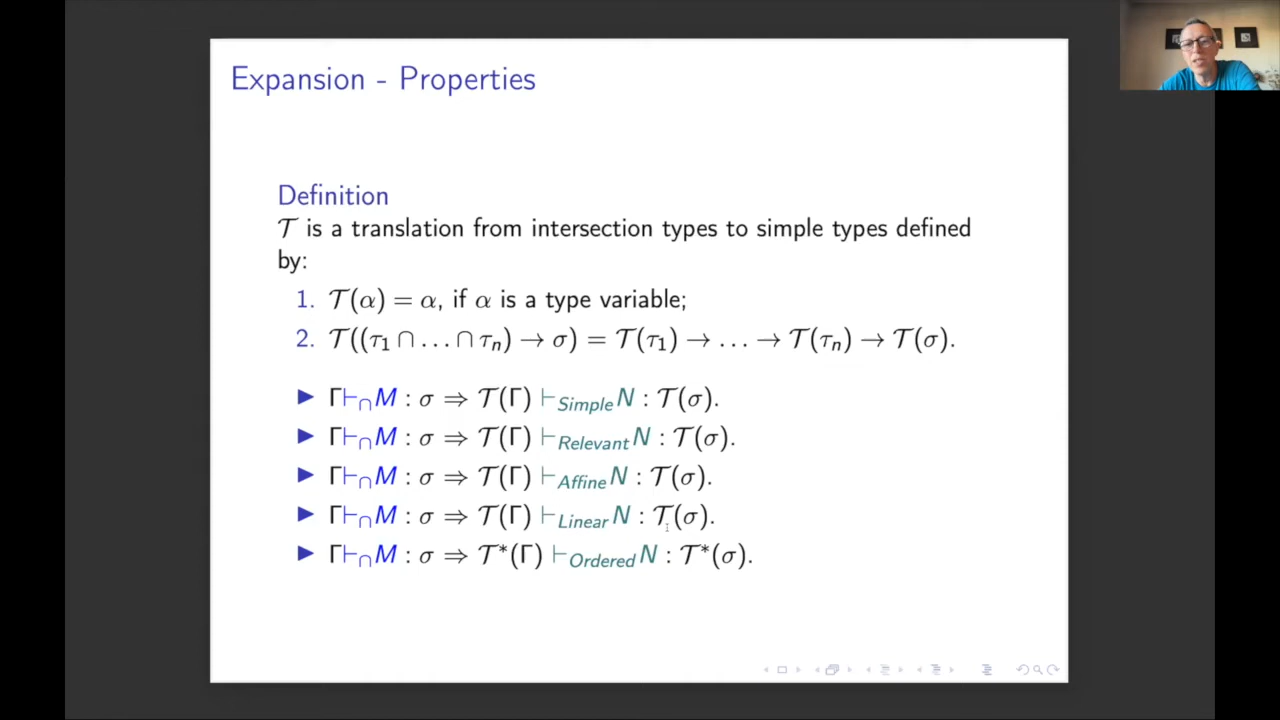 Expansion - Properties
Definition
𝒯 is a translation from intersection types to simple types defined
by:
1. 𝒯(α) = α, if α is a type variable;
2. 𝒯((τ₁ ∩ … ∩ τₙ) → σ) = 𝒯(τ₁) → … → 𝒯(τₙ) → 𝒯(σ).
▶ Γ ⊢∩ M : σ ⇒ 𝒯(Γ) ⊢Simple N : 𝒯(σ).
▶ Γ ⊢∩ M : σ ⇒ 𝒯(Γ) ⊢Relevant N : 𝒯(σ).
▶ Γ ⊢∩ M : σ ⇒ 𝒯(Γ) ⊢Affine N : 𝒯(σ).
▶ Γ ⊢∩ M : σ ⇒ 𝒯(Γ) ⊢Linear N : 𝒯(σ).
▶ Γ ⊢∩ M : σ ⇒ 𝒯*(Γ) ⊢Ordered N : 𝒯*(σ).